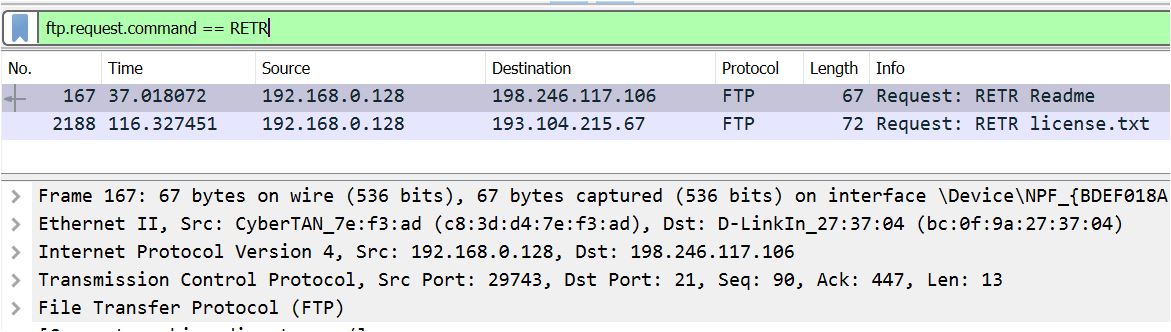 ftp.request.command == RETR
No. Time Source Destination Protocol Length Info
167 37.018072 192.168.0.128 198.246.117.106 FTP 67 Request: RETR Readme
2188 116.327451 192.168.0.128 193.104.215.67 FTP 72 Request: RETR license.txt
Frame 167: 67 bytes on wire (536 bits), 67 bytes captured (536 bits) on interface \Device\NPF_{BDEF018A
Ethernet II, Src: CyberTAN_7e:f3:ad (c8:3d:d4:7e:f3:ad), Dst: D-LinkIn_27:37:04 (bc:0f:9a:27:37:04)
Internet Protocol Version 4, Src: 192.168.0.128, Dst: 198.246.117.106
Transmission Control Protocol, Src Port: 29743, Dst Port: 21, Seq: 90, Ack: 447, Len: 13
File Transfer Protocol (FTP)